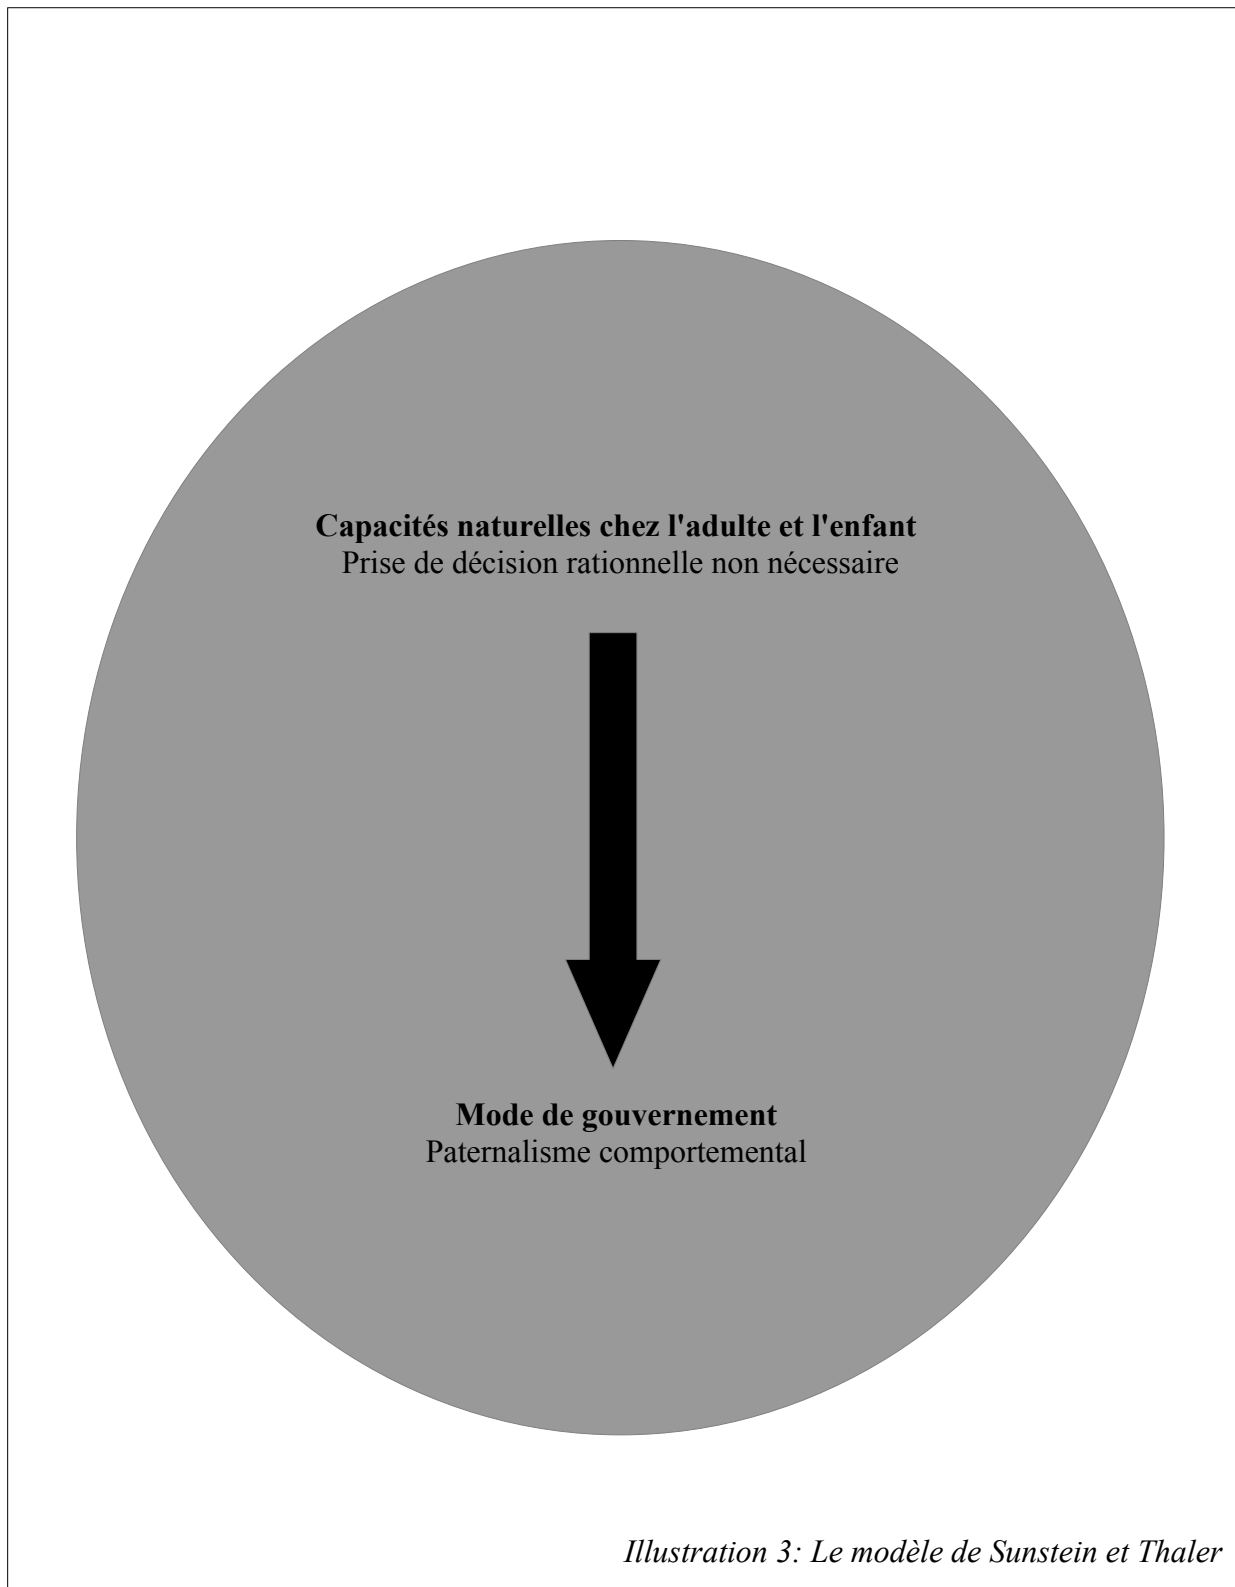 Capacités naturelles chez l'adulte et l'enfant
Prise de décision rationnelle non nécessaire
Mode de gouvernement
Paternalisme comportemental
Illustration 3: Le modèle de Sunstein et Thaler